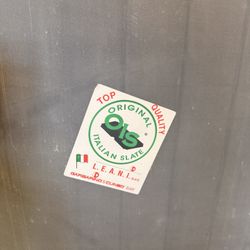 TOP QUALITY
ORIGINAL
OIS
ITALIAN SLATE
L.E.A.N.I.
D
D